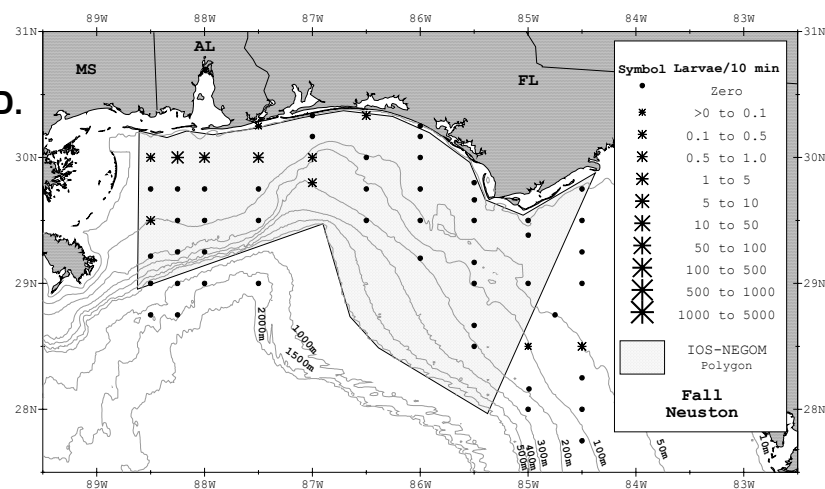 D.
89W 88W 87W 86W 85W 84W 83W
31N 31N
MS
AL
FL
Symbol Larvae/10 min
Zero
>0 to 0.1
0.1 to 0.5
0.5 to 1.0
1 to 5
5 to 10
10 to 50
50 to 100
100 to 500
500 to 1000
1000 to 5000
IOS-NEGOM
Polygon
Fall
Neuston
30N 30N
29N 29N
28N 28N
2000m
1000m
1500m
500m
400m
300m
200m
100m
50m
10m
89W 88W 87W 86W 85W 84W 83W